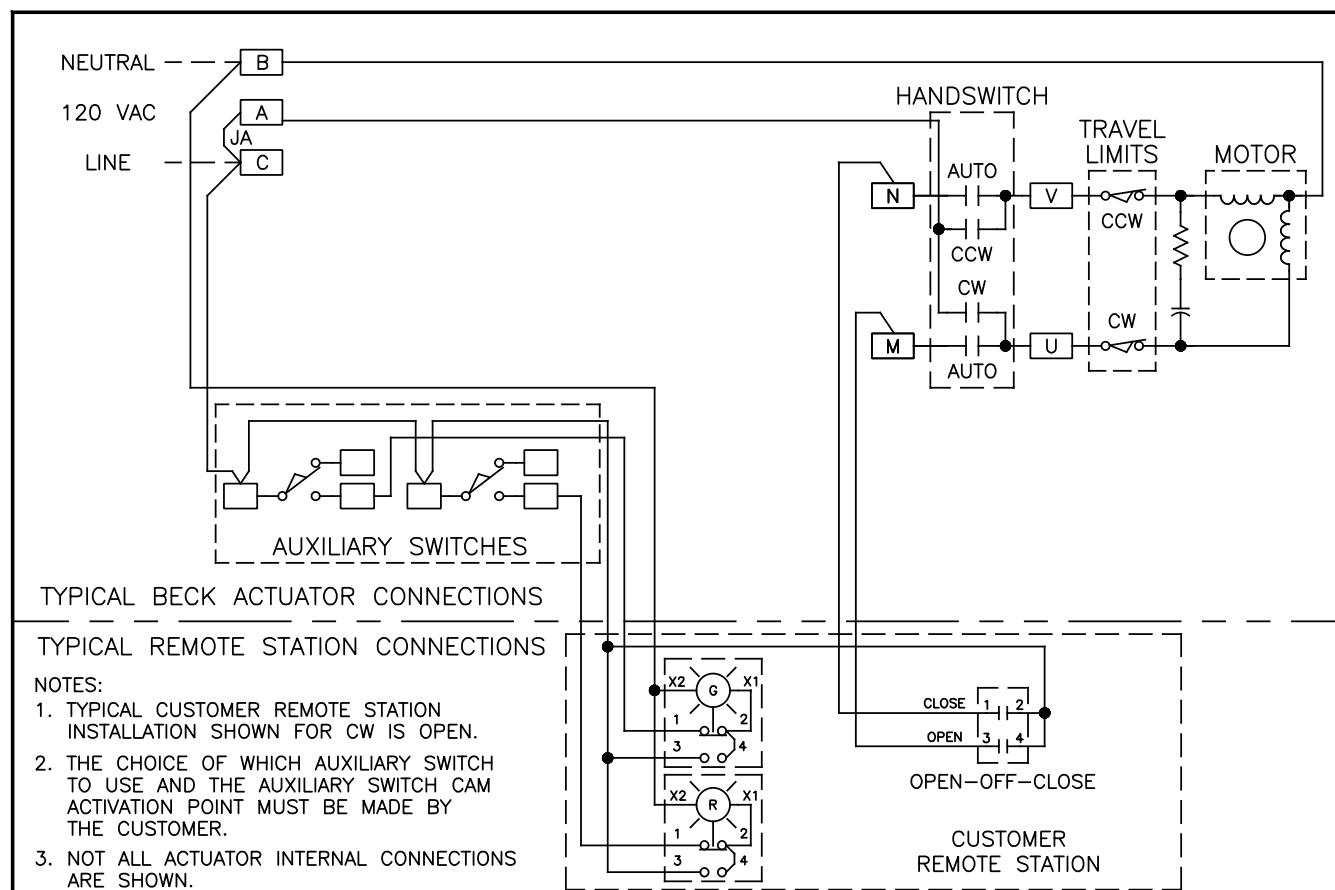 NEUTRAL
B
120 VAC
A
JA
LINE
C
HANDSWITCH
TRAVEL
LIMITS
MOTOR
AUTO
N
V
CCW
CCW
CW
CW
M
U
AUTO
AUXILIARY SWITCHES
TYPICAL BECK ACTUATOR CONNECTIONS
TYPICAL REMOTE STATION CONNECTIONS
NOTES:
1. TYPICAL CUSTOMER REMOTE STATION
INSTALLATION SHOWN FOR CW IS OPEN.
2. THE CHOICE OF WHICH AUXILIARY SWITCH
TO USE AND THE AUXILIARY SWITCH CAM
ACTIVATION POINT MUST BE MADE BY
THE CUSTOMER.
3. NOT ALL ACTUATOR INTERNAL CONNECTIONS
ARE SHOWN.
X2 G X1
1 2
3 4
X2 R X1
1 2
3 4
CLOSE 1 2
OPEN 3 4
OPEN-OFF-CLOSE
CUSTOMER
REMOTE STATION